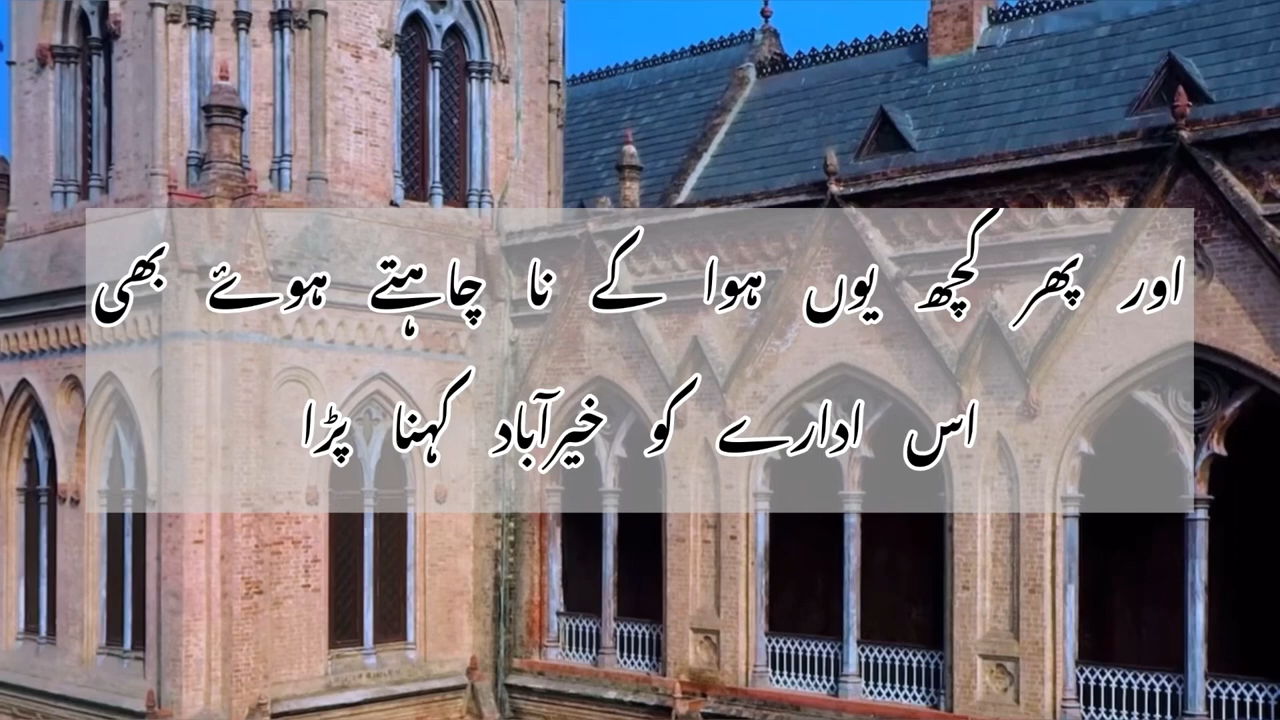 اور پھر کچھ یوں ہوا کے نا چاہتے ہوئے بھی
اس ادارے کو خیرآباد کہنا پڑا